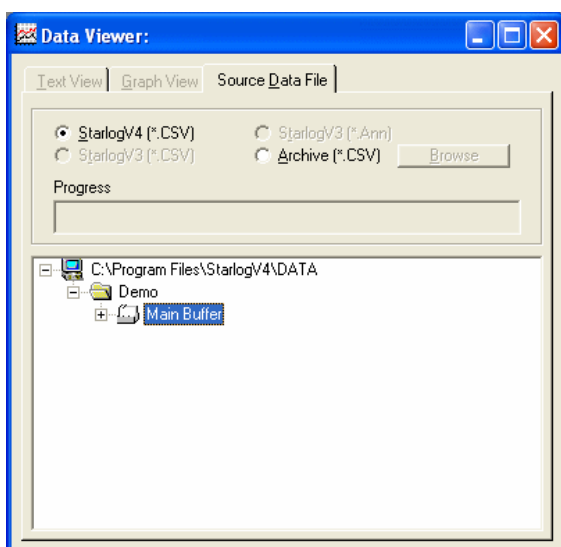 Data Viewer:
Text View Graph View Source Data File
StarlogV4 (*.CSV) StarlogV3 (*.Ann)
StarlogV3 (*.CSV) Archive (*.CSV) Browse
Progress
C:\Program Files\StarlogV4\DATA
Demo
Main Buffer